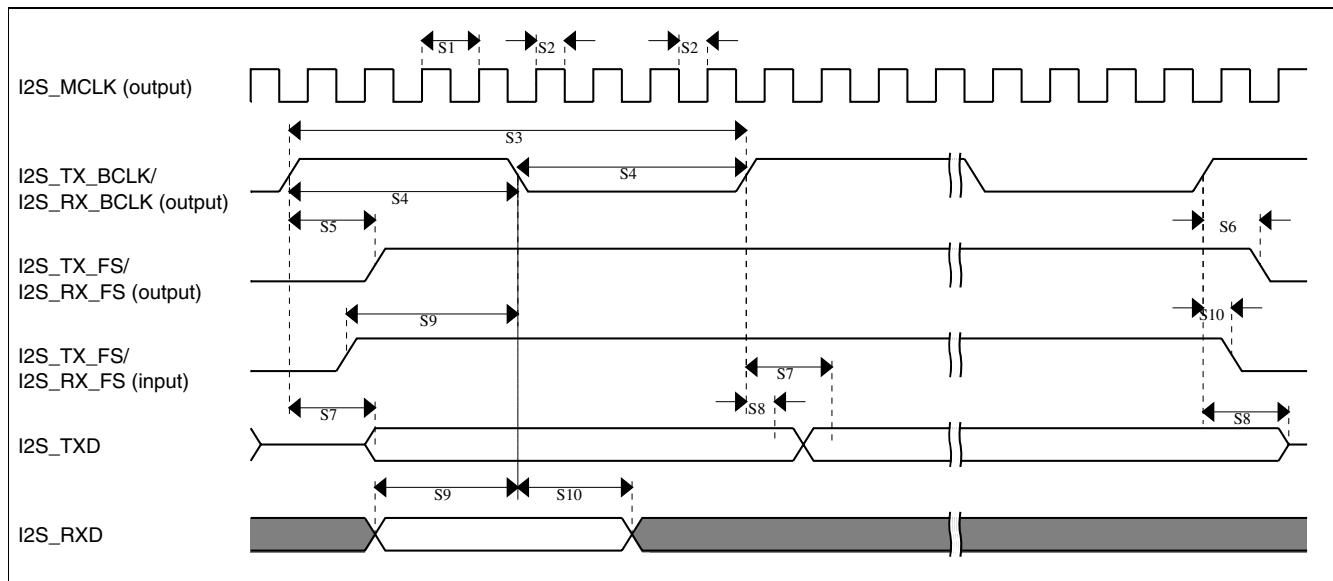 S1
S2
S2
I2S_MCLK (output)
S3
I2S_TX_BCLK/
I2S_RX_BCLK (output)
S4
S4
S5
S6
I2S_TX_FS/
I2S_RX_FS (output)
S9
S10
I2S_TX_FS/
I2S_RX_FS (input)
S7
S7
S8
S8
I2S_TXD
S9
S10
I2S_RXD